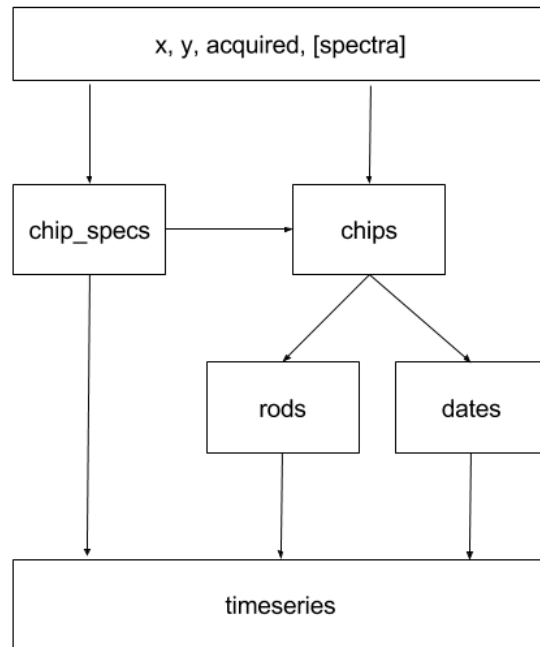 x, y, acquired, [spectra]
chip_specs
chips
rods
dates
timeseries